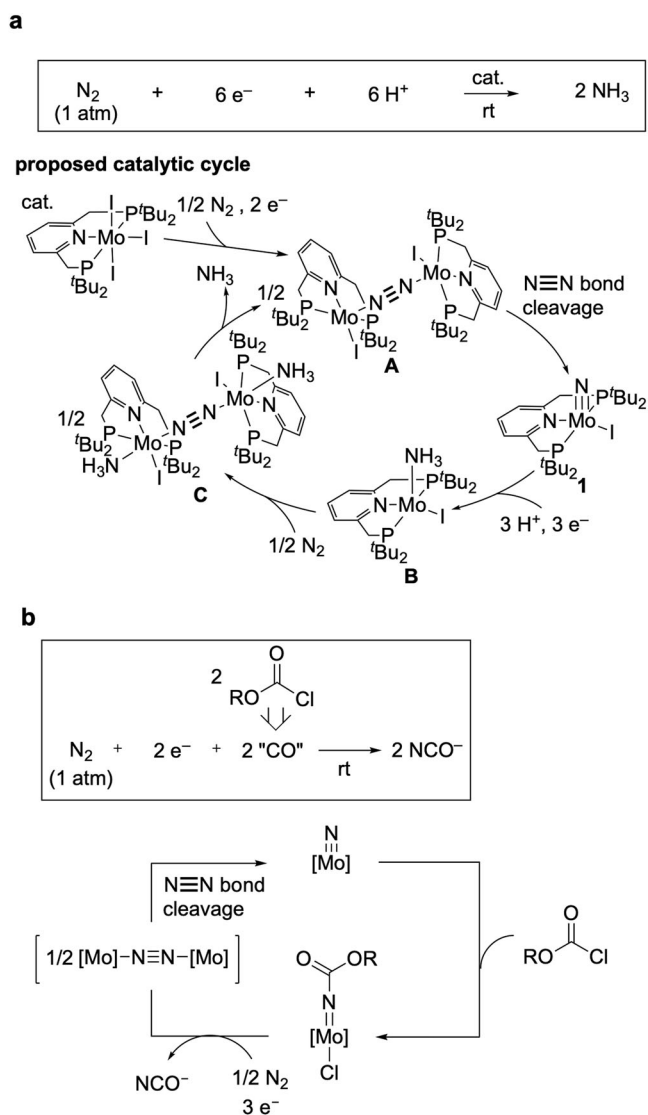 a
N2 + 6 e– + 6 H+ cat. 2 NH3
(1 atm) rt
proposed catalytic cycle
cat.
I
PtBu2
N Mo I
P I
tBu2
1/2 N2 , 2 e–
NH3
1/2
tBu2
P
I Mo N
N≡N
N P
P Mo P tBu2
tBu2 tBu2
I
A
N≡N bond
cleavage
N
PtBu2
N Mo I
P
tBu2
1
3 H+, 3 e–
NH3
PtBu2
N Mo I
P
tBu2
B
1/2 N2
1/2
tBu2
P NH3
I Mo N
N≡N
N P
P Mo P tBu2
tBu2 tBu2
H3N I
C
b
2
O
RO Cl
N2 + 2 e– + 2 "CO" 2 NCO–
(1 atm) rt
N
[Mo]
N≡N bond
cleavage
1/2 [Mo]–N≡N–[Mo]
O
RO Cl
O OR
N
[Mo]
Cl
NCO–
1/2 N2
3 e–